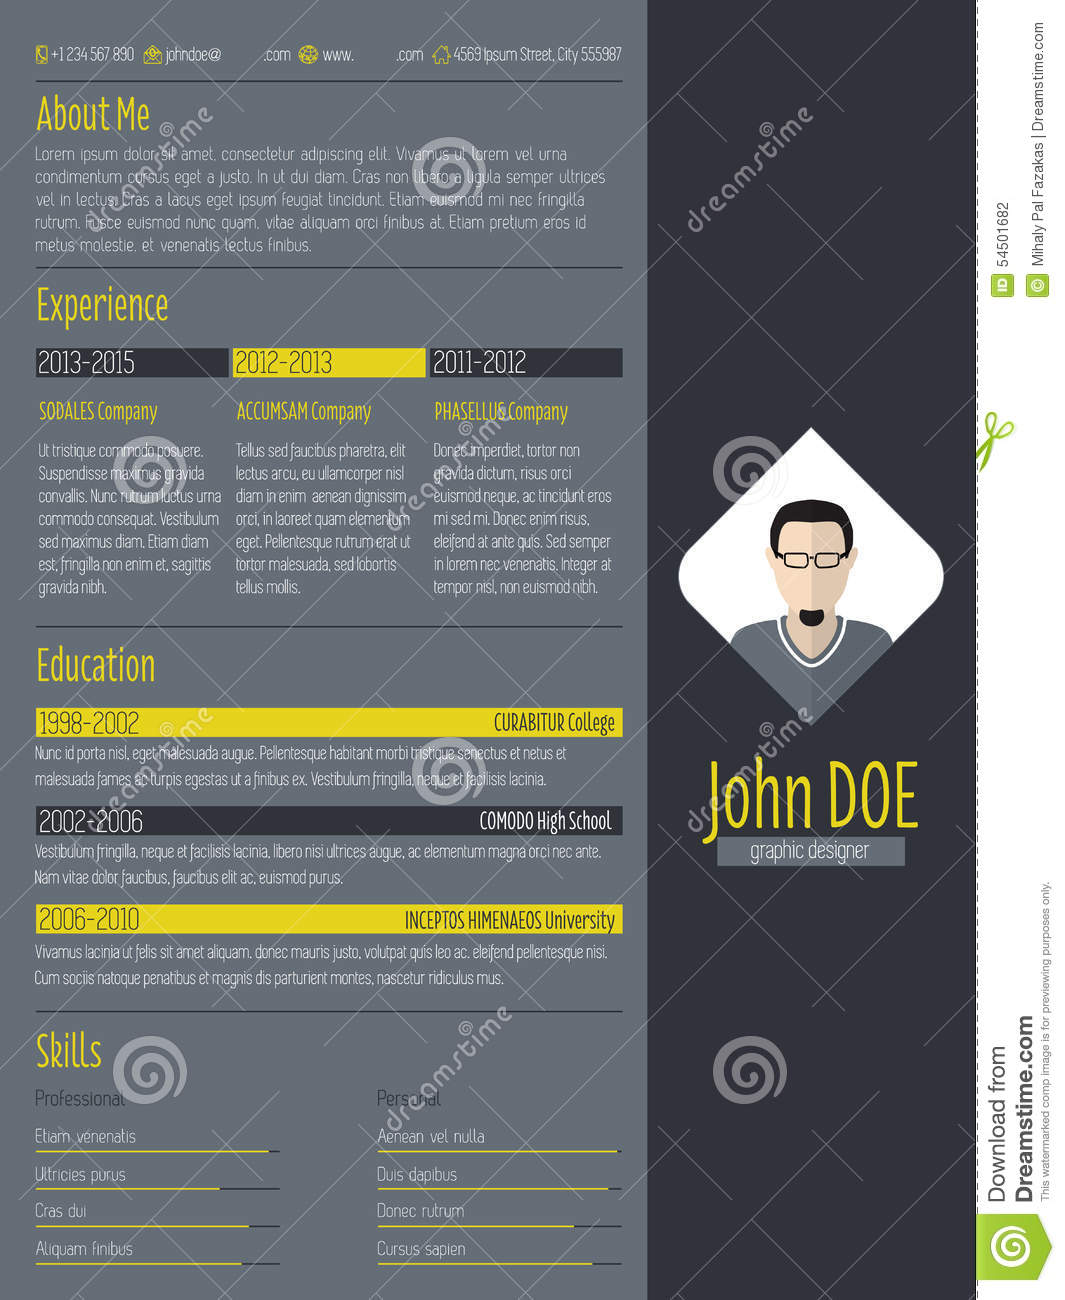 +1 234 567 890 johndoe@ .com www. .com 4569 Ipsum Street, City 555987
About Me
Lorem ipsum dolor sit amet, consectetur adipiscing elit. Vivamus ut lorem vel urna
condimentum cursus eget a justo. In ut dui diam. Cras non libero a ligula semper ultrices
vel in lectus. Cras a lacus eget ipsum feugiat tincidunt. Etiam euismod mi nec fringilla
rutrum. Fusce euismod nunc quam, vitae aliquam orci finibus at. Etiam pretium eros id
metus molestie, et venenatis lectus finibus.
Experience
2013-2015
SODALES Company
Ut tristique commodo posuere.
Suspendisse maximus gravida
convallis. Nunc rutrum luctus urna
commodo consequat. Vestibulum
sed maximus diam. Etiam diam
est, fringilla non enim et, sagittis
gravida nibh.
2012-2013
ACCUMSAM Company
Tellus sed faucibus pharetra, elit
lectus arcu, eu ullamcorper nisl
diam in enim aenean dignissim
orci, in laoreet quam elementum
eget. Pellentesque rutrum erat ut
tortor malesuada, sed lobortis
tellus mollis.
2011-2012
PHASELLUS Company
Donec imperdiet, tortor non
gravida dictum, risus orci
euismod neque, ac tincidunt eros
mi sed mi. Donec enim risus,
eleifend at ante quis. Sed semper
in lorem nec venenatis. Integer at
tempor nisl, non euismod nibh.
Education
1998-2002 CURABITUR College
Nunc id porta nisl, eget malesuada augue. Pellentesque habitant morbi tristique senectus et netus et
malesuada fames ac turpis egestas ut a finibus ex. Vestibulum fringilla, neque et facilisis lacinia.
2002-2006 COMODO High School
Vestibulum fringilla, neque et facilisis lacinia, libero nisi ultrices augue, ac elementum magna orci nec ante.
Nam vitae dolor faucibus, faucibus elit ac, euismod purus.
2006-2010 INCEPTOS HIMENAEOS University
Vivamus lacinia ut felis sit amet aliquam. donec mauris justo, volutpat quis leo ac. eleifend pellentesque nisi.
Cum sociis natoque penatibus et magnis dis parturient montes, nascetur ridiculus mus.
Skills
Professional
Etiam venenatis
Ultricies purus
Cras dui
Aliquam finibus
Personal
Aenean vel nulla
Duis dapibus
Donec rutrum
Cursus sapien
John DOE
graphic designer
dreamstime
dreamstime
dreamstime
dreamstime
dreamstime
dreamstime
ID 54501682
© Mihaly Pal Fazakas | Dreamstime.com
Download from
Dreamstime.com
This watermarked comp image is for previewing purposes only.